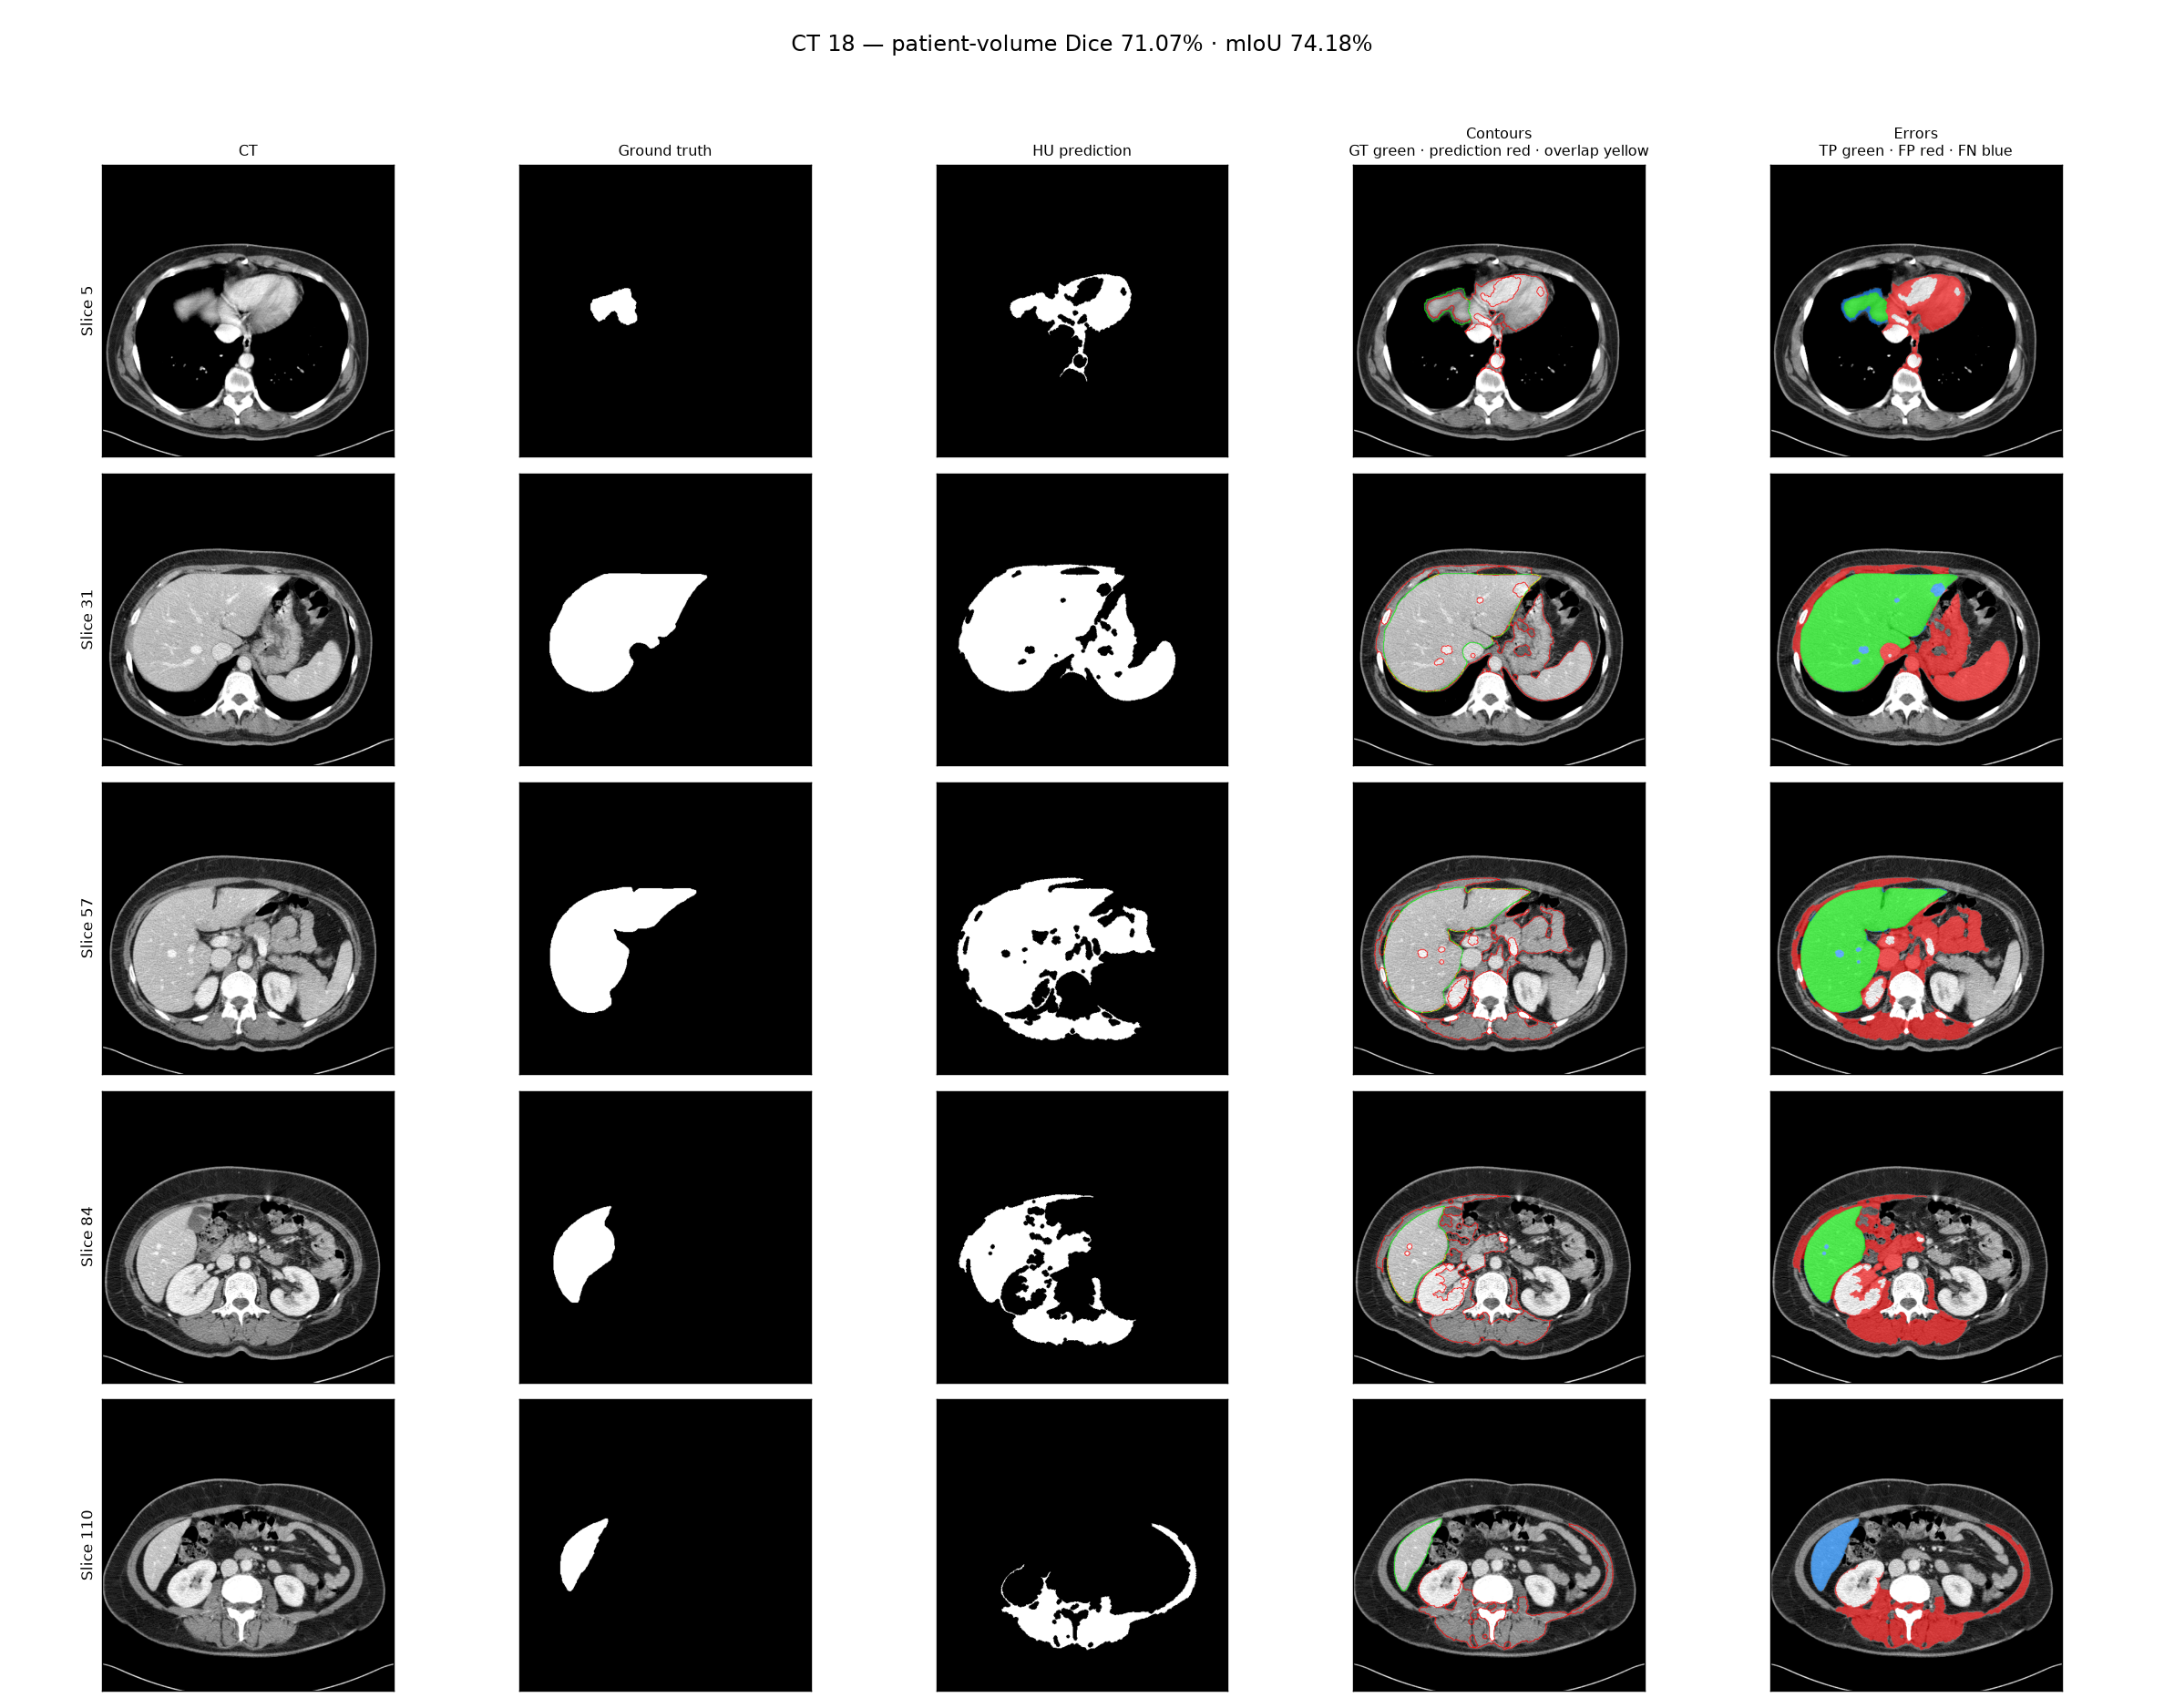 CT 18 — patient-volume Dice 71.07% · mIoU 74.18%
CT
Ground truth
HU prediction
Contours
GT green · prediction red · overlap yellow
Errors
TP green · FP red · FN blue
Slice 5
Slice 31
Slice 57
Slice 84
Slice 110